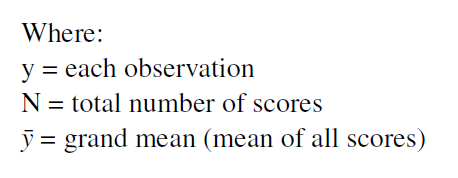 Where:
y = each observation
N = total number of scores
ȳ = grand mean (mean of all scores)